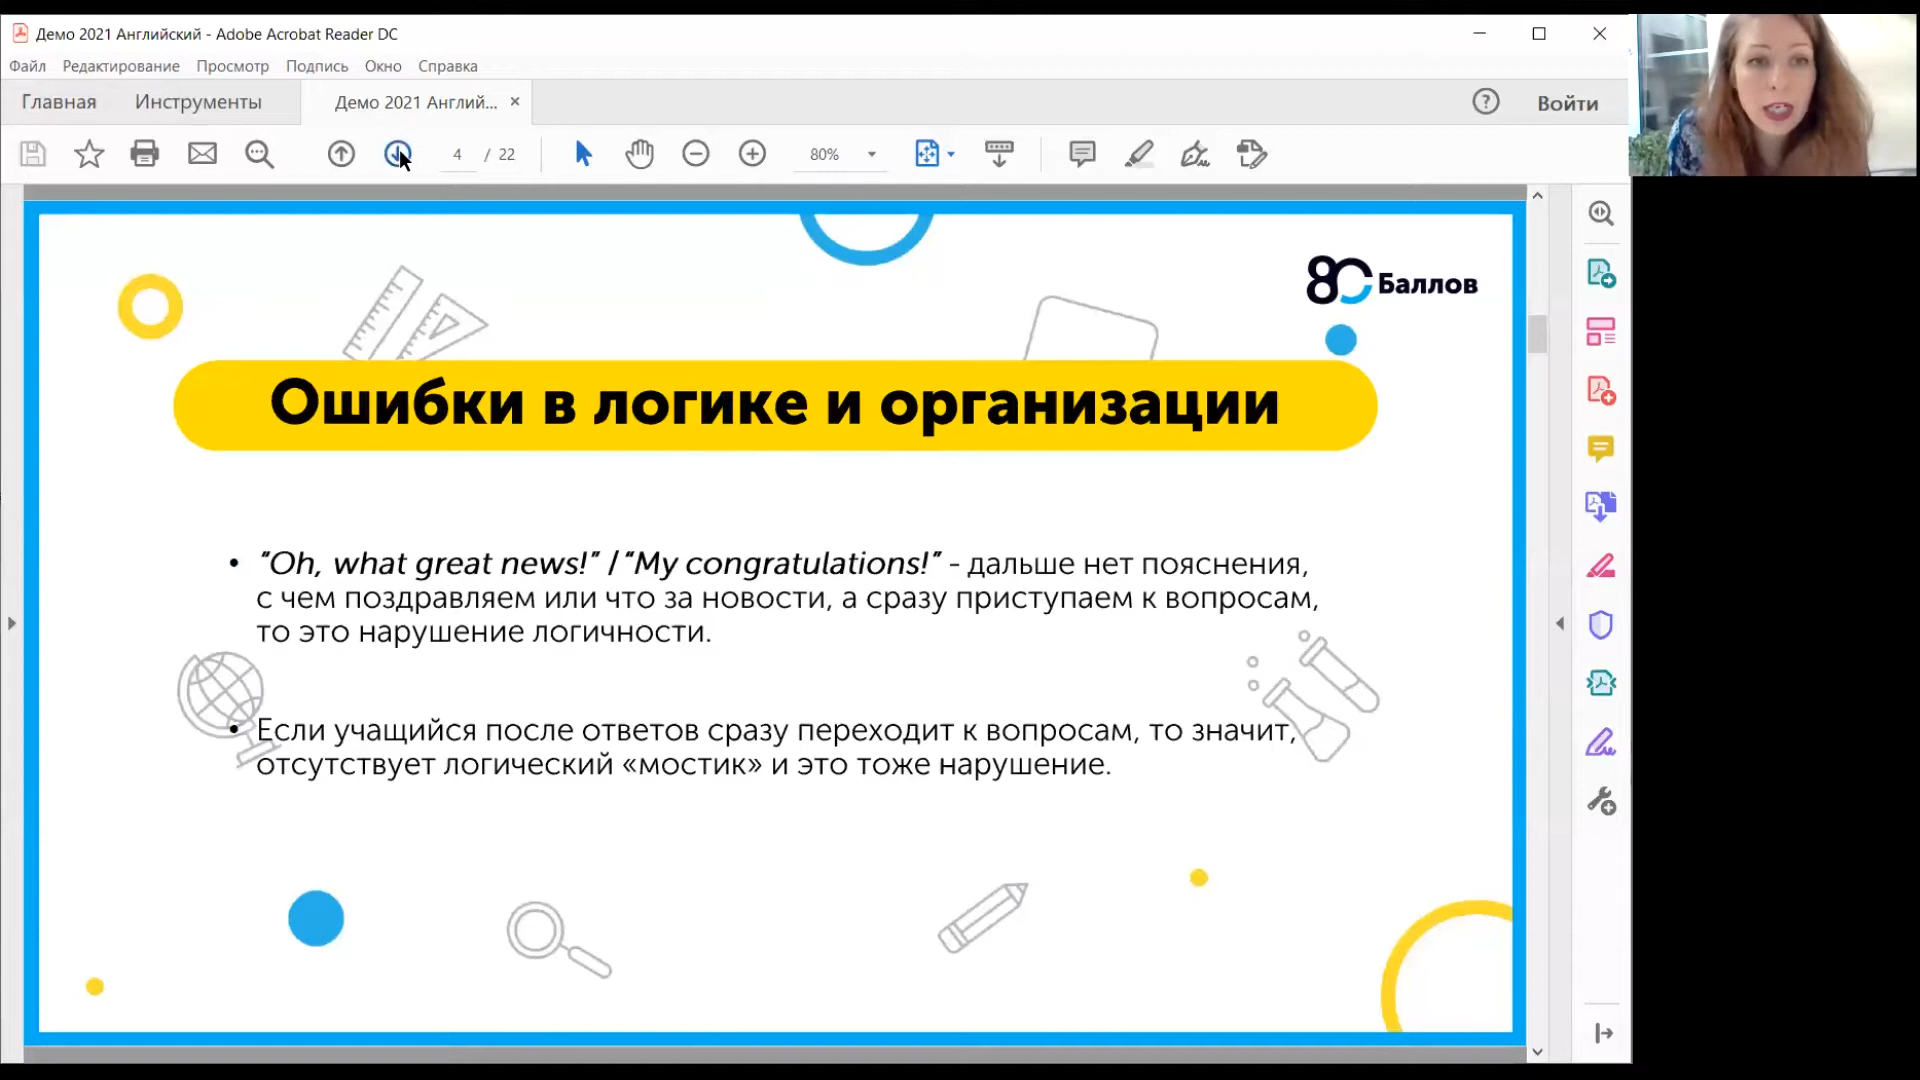 Демо 2021 Английский - Adobe Acrobat Reader DC
Файл Редактирование Просмотр Подпись Окно Справка
Главная Инструменты Демо 2021 Англий... Войти
4 / 22 80%
80 Баллов
Ошибки в логике и организации
• “Oh, what great news!” / “My congratulations!” - дальше нет пояснения,
с чем поздравляем или что за новости, а сразу приступаем к вопросам,
то это нарушение логичности.
• Если учащийся после ответов сразу переходит к вопросам, то значит,
отсутствует логический «мостик» и это тоже нарушение.